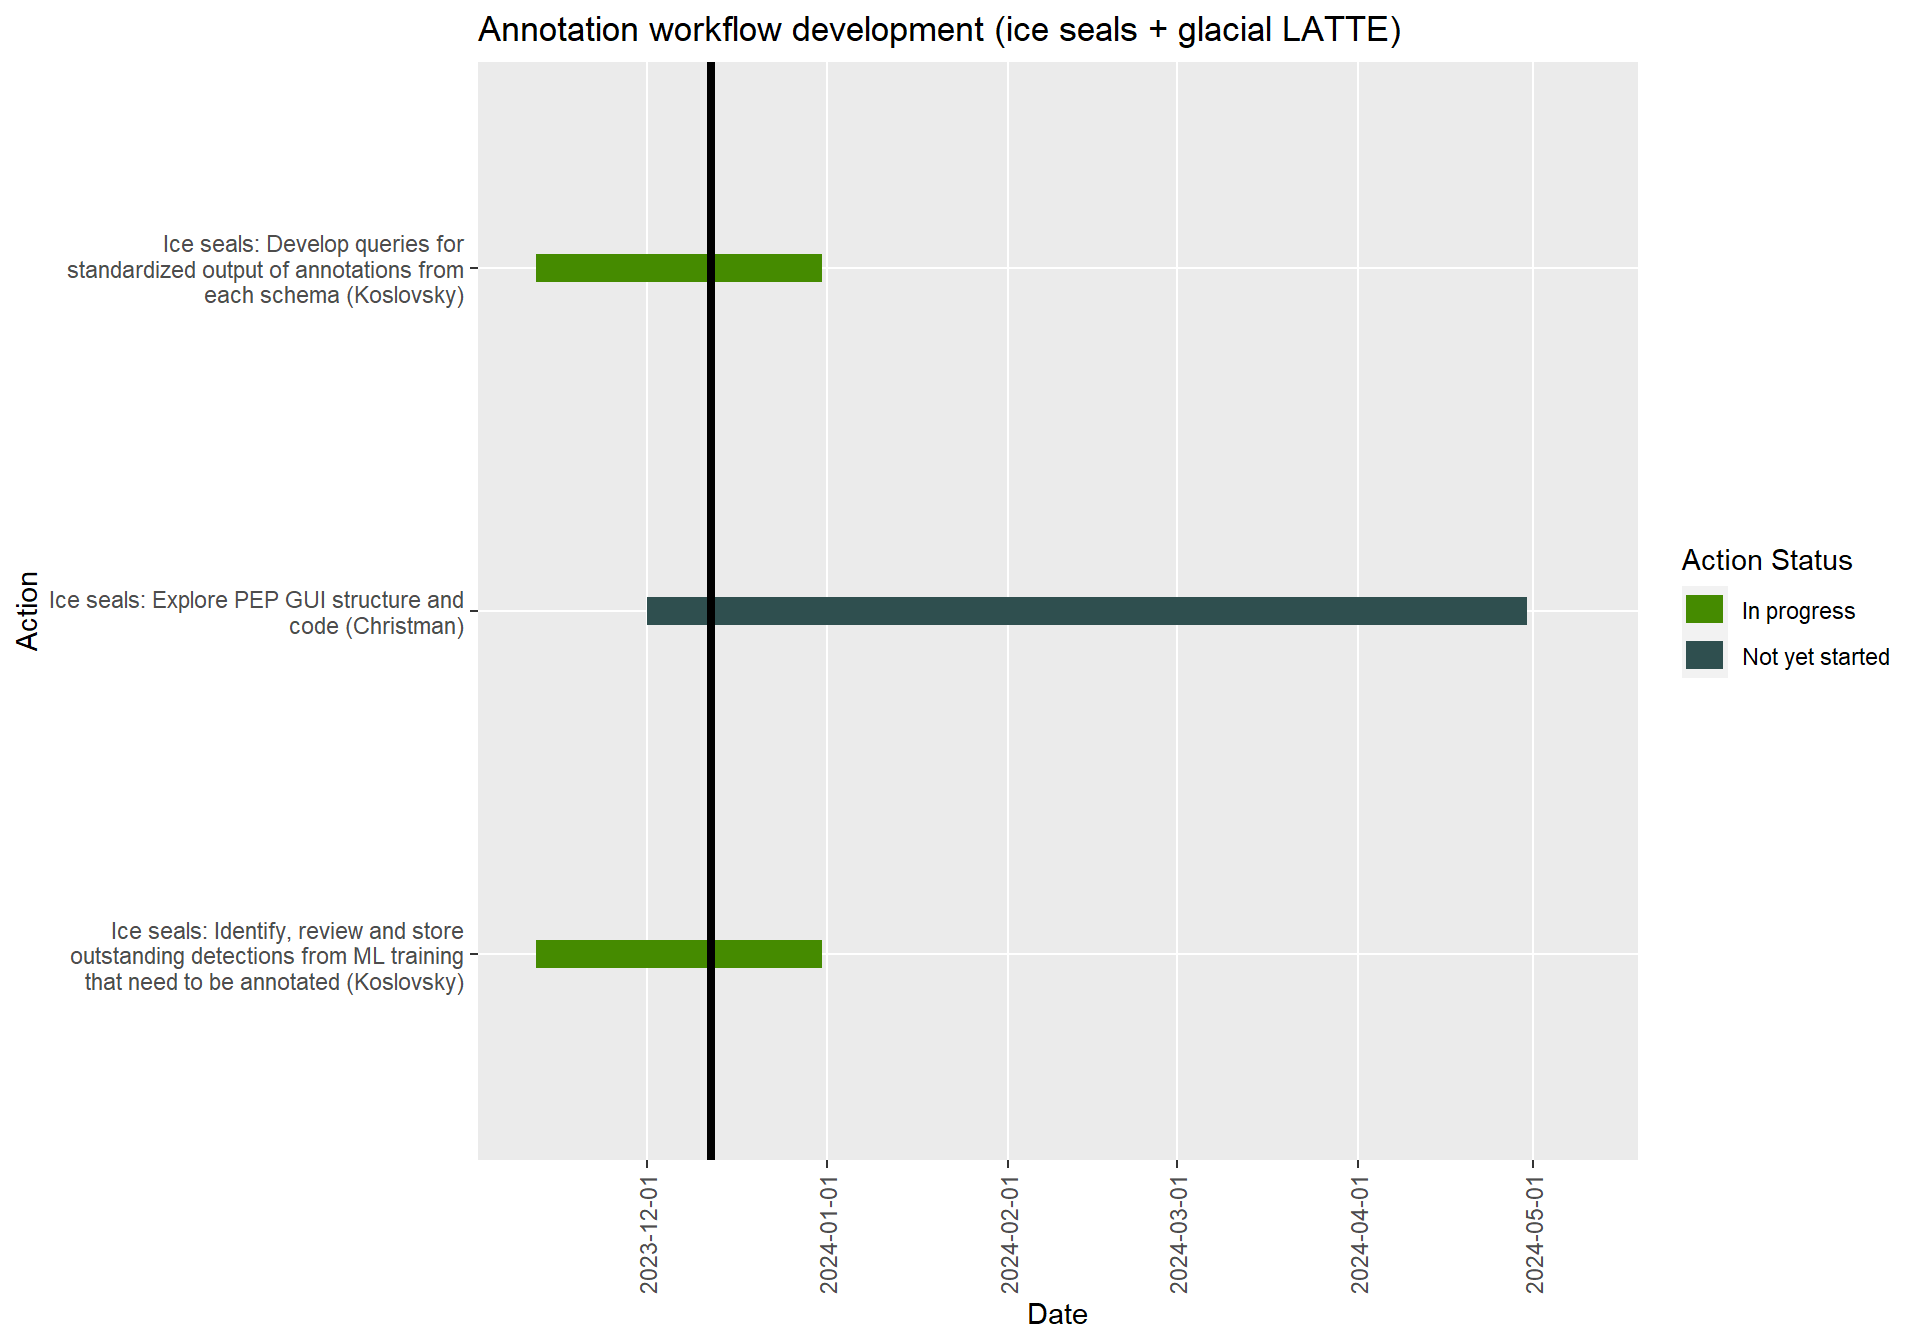 Annotation workflow development (ice seals + glacial LATTE)
Ice seals: Develop queries for
standardized output of annotations from
each schema (Koslovsky)
Ice seals: Explore PEP GUI structure and
code (Christman)
Ice seals: Identify, review and store
outstanding detections from ML training
that need to be annotated (Koslovsky)
Action
2023-12-01
2024-01-01
2024-02-01
2024-03-01
2024-04-01
2024-05-01
Date
Action Status
In progress
Not yet started